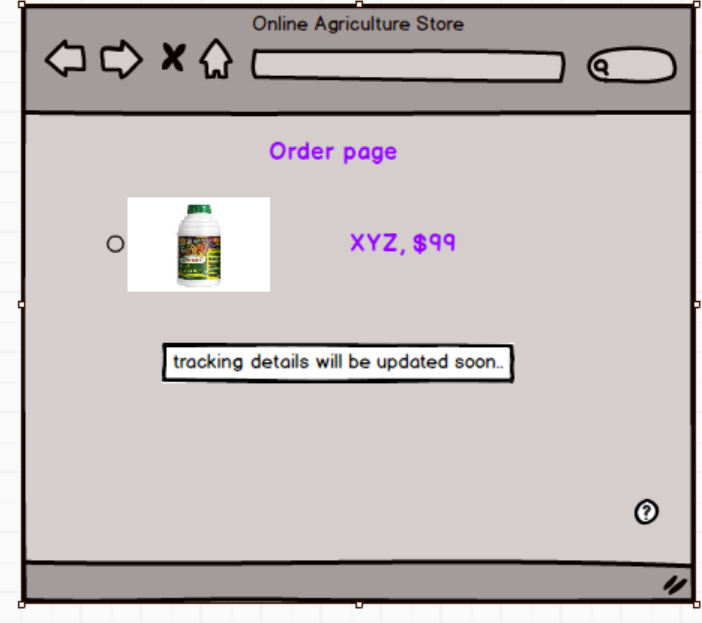 Online Agriculture Store
Order page
XYZ, $99
tracking details will be updated soon..
?